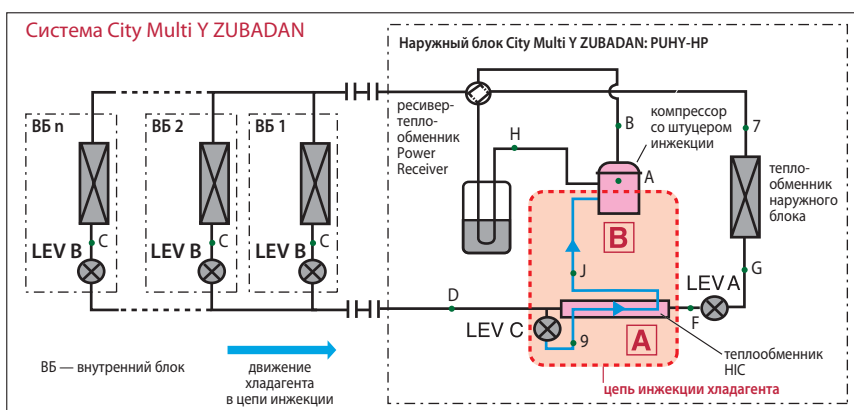 Система City Multi Y ZUBADAN
Наружный блок City Multi Y ZUBADAN: PUHY-HP
ВБ n
ВБ 2
ВБ 1
ресивер-
тепло-
обменник
Power
Receiver
H
B
компрессор
со штуцером
инжекции
A
7
тепло-
обменник
наружного
блока
C
C
C
LEV B
LEV B
LEV B
B
J
G
LEV A
D
F
LEV C
9
A
теплообменник
HIC
цепь инжекции хладагента
ВБ — внутренний блок
движение
хладагента
в цепи инжекции